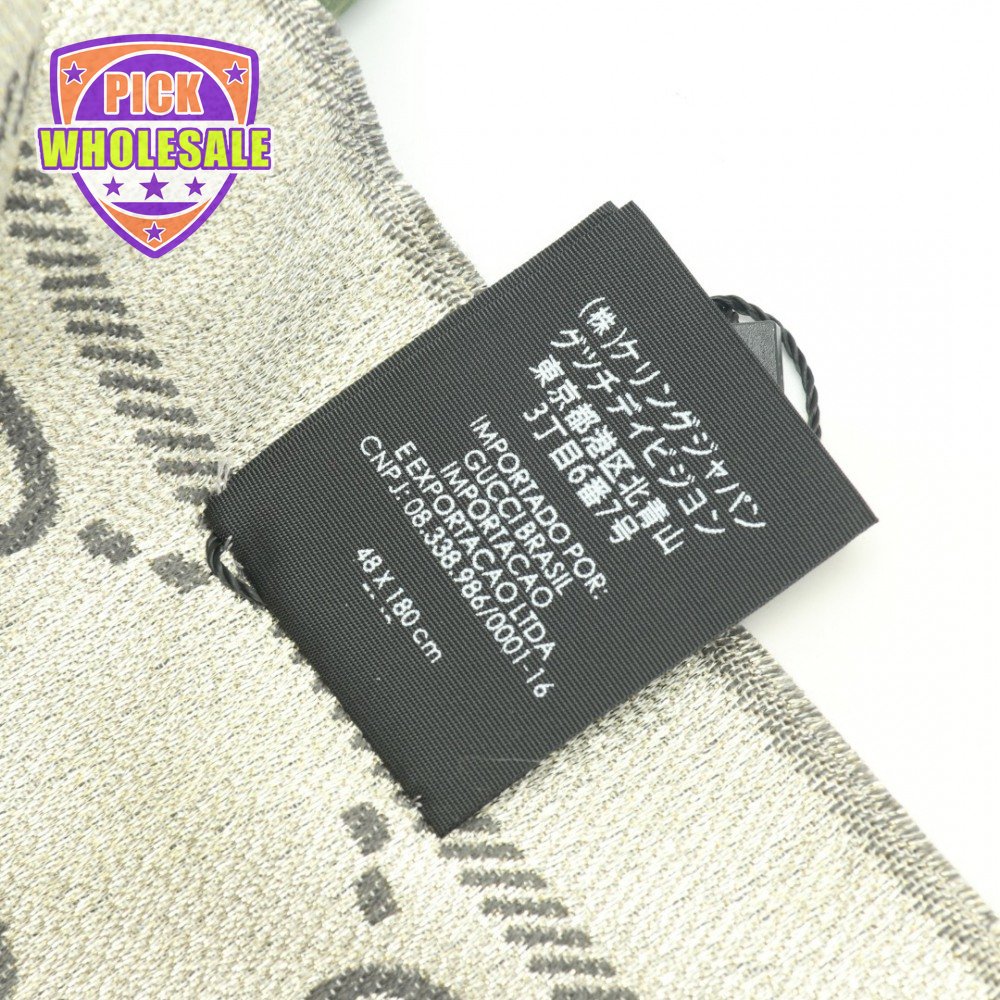 PICK
WHOLESALE
(株)ケリングジャパン
グッチディビジョン
東京都港区北青山
3丁目6番7号
IMPORTADO POR:
GUCCI BRASIL
IMPORTACAO
E EXPORTACAO LTDA
CNPJ: 08.338.986/0001-16
48 X 180 cm